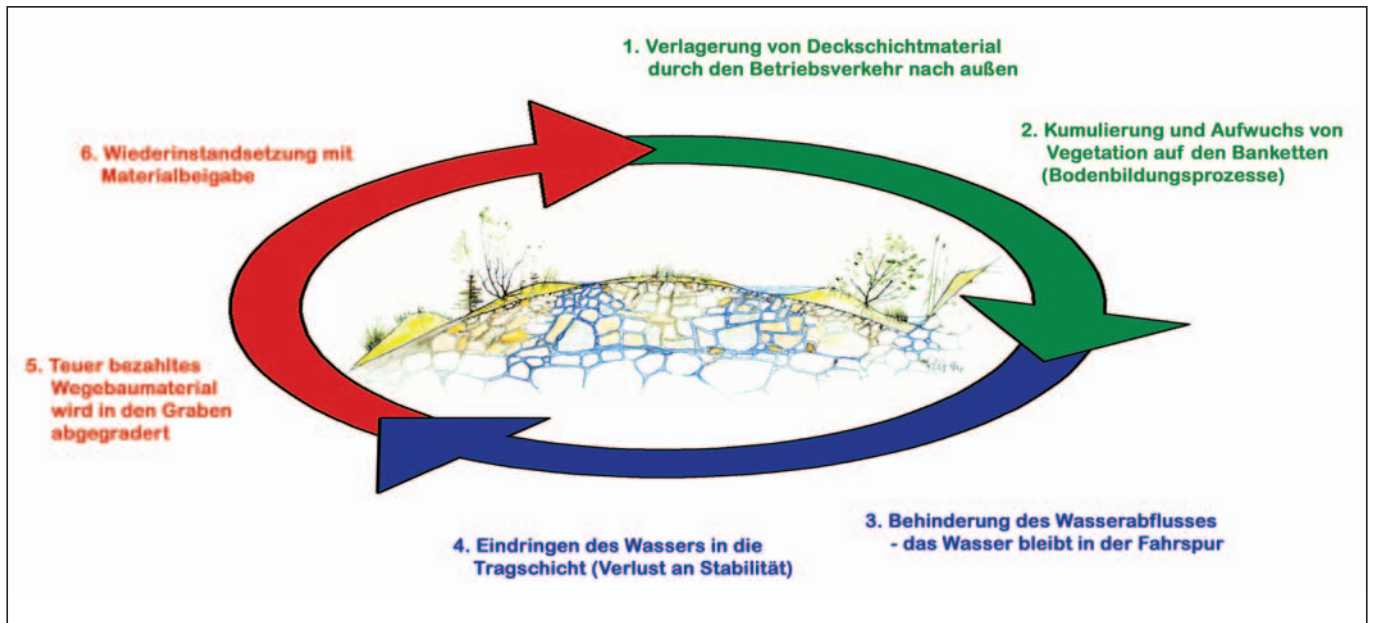 1. Verlagerung von Deckschichtmaterial
durch den Betriebsverkehr nach außen
2. Kumulierung und Aufwuchs von
Vegetation auf den Banketten
(Bodenbildungsprozesse)
3. Behinderung des Wasserabflusses
- das Wasser bleibt in der Fahrspur
4. Eindringen des Wassers in die
Tragschicht (Verlust an Stabilität)
5. Teuer bezahltes
Wegebaumaterial
wird in den Graben
abgegradert
6. Wiederinstandsetzung mit
Materialbeigabe